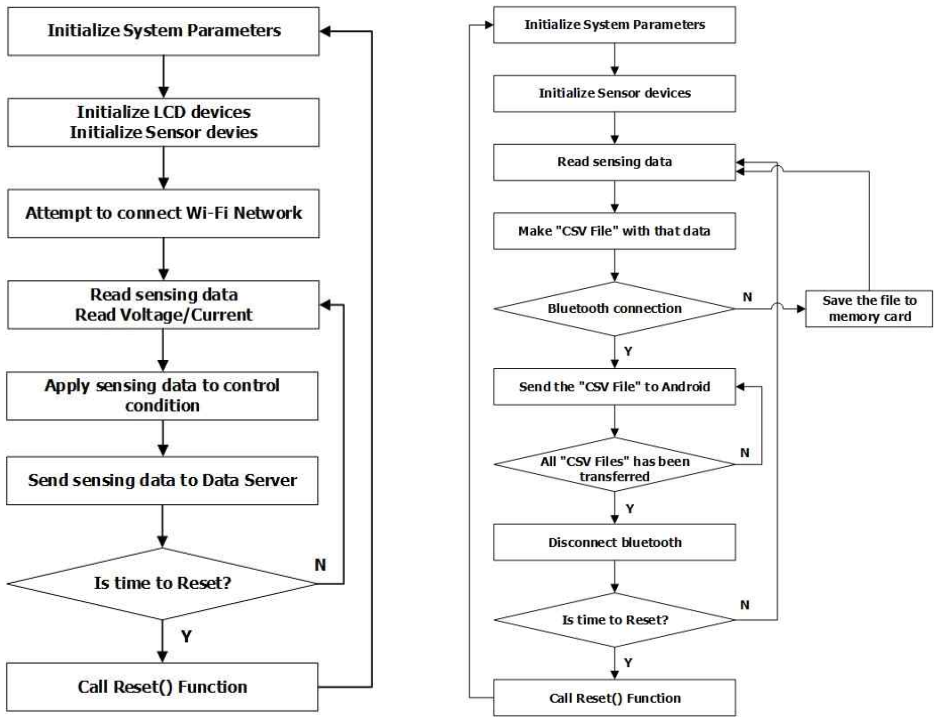 Initialize System Parameters
Initialize LCD devices
Initialize Sensor devies
Attempt to connect Wi-Fi Network
Read sensing data
Read Voltage/Current
Apply sensing data to control
condition
Send sensing data to Data Server
Is time to Reset?
N
Y
Call Reset() Function
Initialize System Parameters
Initialize Sensor devices
Read sensing data
Make "CSV File" with that data
Bluetooth connection
N
Save the file to
memory card
Y
Send the "CSV File" to Android
All "CSV Files" has been
transferred
N
Y
Disconnect bluetooth
Is time to Reset?
N
Y
Call Reset() Function